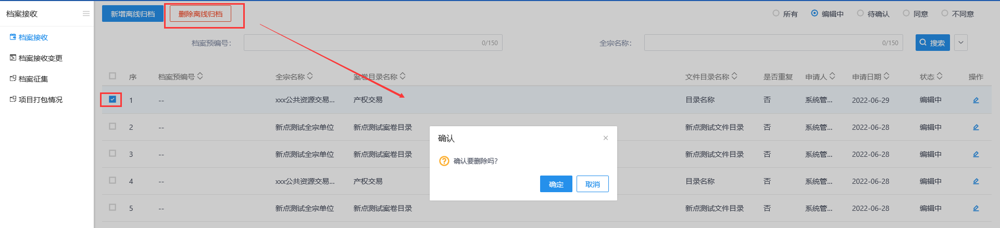 档案接收
档案接收
档案接收变更
档案征集
项目打包情况
新增离线归档 删除离线归档 所有 编辑中 待确认 同意 不同意
档案预编号： 0/150 全宗名称： 0/150 搜索
序 档案预编号 全宗名称 案卷目录名称 文件目录名称 是否重复 申请人 申请日期 状态 操作
1 -- xxx公共资源交易... 产权交易 目录名称 否 系统管... 2022-06-29 编辑中
2 -- 新点测试全宗单位 新点测试案卷目录 新点测试文件目录 否 系统管... 2022-06-28 编辑中
3 -- 新点测试全宗单位 新点测试案卷目录 新点测试文件目录 否 系统管... 2022-06-28 编辑中
4 -- xxx公共资源交易... 产权交易 目录名称 否 系统管... 2022-06-28 编辑中
5 -- 新点测试全宗单位 新点测试案卷目录 新点测试文件目录 否 系统管... 2022-06-28 编辑中
确认
确认要删除吗？
确定 取消